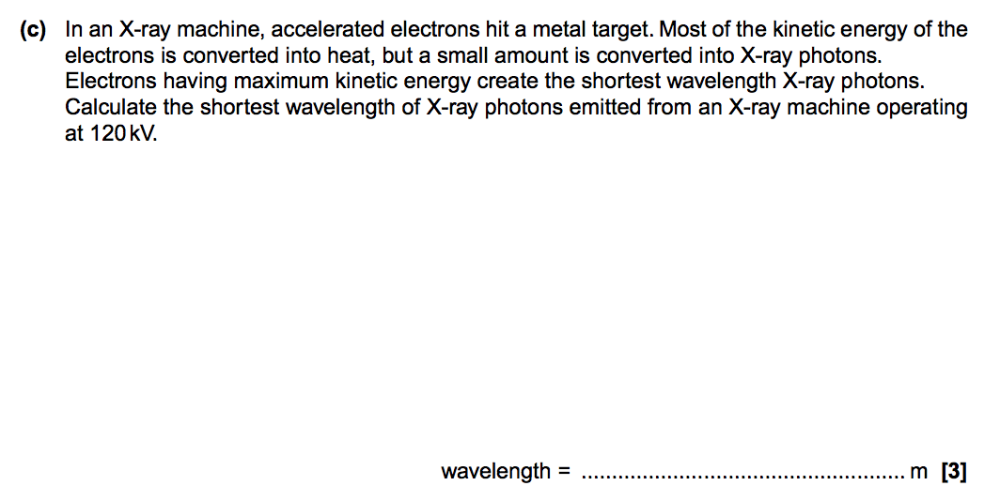 (c) In an X-ray machine, accelerated electrons hit a metal target. Most of the kinetic energy of the
electrons is converted into heat, but a small amount is converted into X-ray photons.
Electrons having maximum kinetic energy create the shortest wavelength X-ray photons.
Calculate the shortest wavelength of X-ray photons emitted from an X-ray machine operating
at 120 kV.
wavelength = ..................................................... m [3]